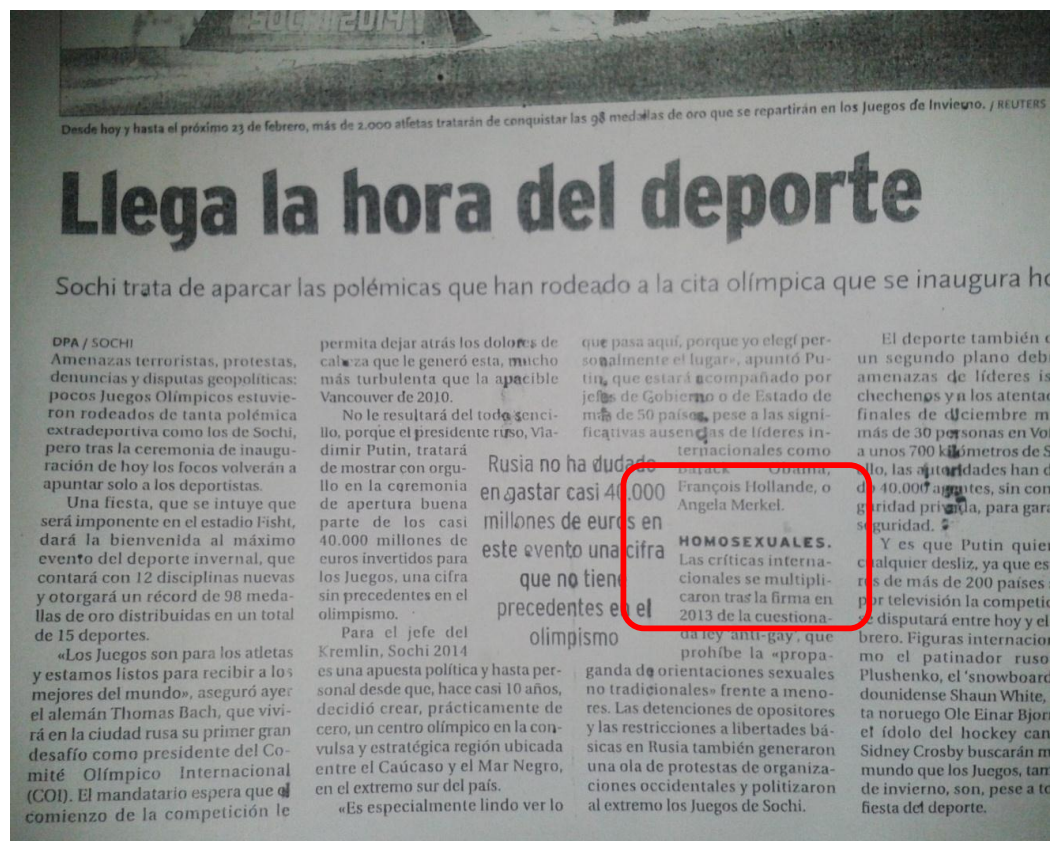 SOCHI 2014
Desde hoy y hasta el próximo 23 de febrero, más de 2.000 atletas tratarán de conquistar las 98 medallas de oro que se repartirán en los Juegos de Invierno. / REUTERS
Llega la hora del deporte
Sochi trata de aparcar las polémicas que han rodeado a la cita olímpica que se inaugura
DPA / SOCHI
Amenazas terroristas, protestas,
denuncias y disputas geopolíticas:
pocos Juegos Olímpicos estuvie-
ron rodeados de tanta polémica
extradeportiva como los de Sochi,
pero tras la ceremonia de inaugu-
ración de hoy los focos volverán a
apuntar solo a los deportistas.
Una fiesta, que se intuye que
será imponente en el estadio Fisht,
dará la bienvenida al máximo
evento del deporte invernal, que
contará con 12 disciplinas nuevas
y otorgará un récord de 98 meda-
llas de oro distribuidas en un total
de 15 deportes.
«Los Juegos son para los atletas
y estamos listos para recibir a los
mejores del mundo», aseguró ayer
el alemán Thomas Bach, que vivi-
rá en la ciudad rusa su primer gran
desafío como presidente del Co-
mité Olímpico Internacional
(COI). El mandatario espera que el
comienzo de la competición le
permita dejar atrás los dolores de
cabeza que le generó esta, mucho
más turbulenta que la apacible
Vancouver de 2010.
No le resultará del todo senci-
llo, porque el presidente ruso, Vla-
dimir Putin, tratará
de mostrar con orgu-
llo en la ceremonia
de apertura buena
parte de los casi
40.000 millones de
euros invertidos para
los Juegos, una cifra
sin precedentes en el
olimpismo.
Para el jefe del
Kremlin, Sochi 2014
es una apuesta política y hasta per-
sonal desde que, hace casi 10 años,
decidió crear, prácticamente de
cero, un centro olímpico en la con-
vulsa y estratégica región ubicada
entre el Caúcaso y el Mar Negro,
en el extremo sur del país.
«Es especialmente lindo ver lo
Rusia no ha dudado
en gastar casi 40.000
millones de euros en
este evento una cifra
que no tiene
precedentes en el
olimpismo
que pasa aquí, porque yo elegí per-
sonalmente el lugar», apuntó Pu-
tin, que estará acompañado por
jefes de Gobierno o de Estado de
más de 50 países, pese a las signi-
ficativas ausencias de líderes in-
ternacionales como
Barack Obama,
François Hollande, o
Angela Merkel.
HOMOSEXUALES.
Las críticas interna-
cionales se multipli-
caron tras la firma en
2013 de la cuestiona-
da ley 'anti-gay', que
prohíbe la «propa-
ganda de orientaciones sexuales
no tradicionales» frente a meno-
res. Las detenciones de opositores
y las restricciones a libertades bá-
sicas en Rusia también generaron
una ola de protestas de organiza-
ciones occidentales y politizaron
al extremo los Juegos de Sochi.
El deporte también
un segundo plano
amenazas de líderes
chechenos y a los
finales de diciembre
más de 30 personas en
a unos 700 kilómetros de
ello, las autoridades han
de 40.000 agentes, sin
guridad privada, para
seguridad.
Y es que Putin
cualquier desliz, ya que
res de más de 200 países
por televisión la
se disputará entre hoy y el
brero. Figuras
mo el patinador ruso
Plushenko, el
dounidense Shaun White,
ta noruego Ole Einar
el ídolo del hockey
Sidney Crosby buscarán
mundo que los Juegos,
de invierno, son, pese a
fiesta del deporte.